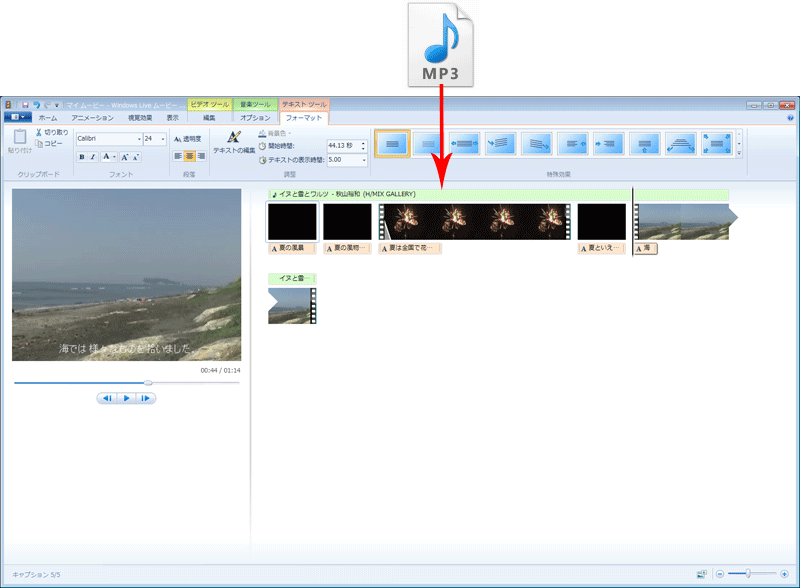 MP3
マイ ムービー - Windows Live ムービー...
ビデオ ツール
音楽ツール
テキスト ツール
ホーム
アニメーション
視覚効果
表示
編集
オプション
フォーマット
貼り付け
切り取り
コピー
クリップボード
Calibri
24
B I A A A
フォント
透明度
段落
テキストの編集
背景色
開始時間: 44.13 秒
テキストの表示時間: 5.00
調整
特殊効果
イヌと雪とワルツ - 秋山裕和 (H/MIX GALLERY)
A 夏の風景
A 夏の風物...
A 夏は全国で花...
A 夏といえ...
A 海
イヌと雪...
海では 様々なものを拾いました。
00:44 / 01:14
キャプション 5/5